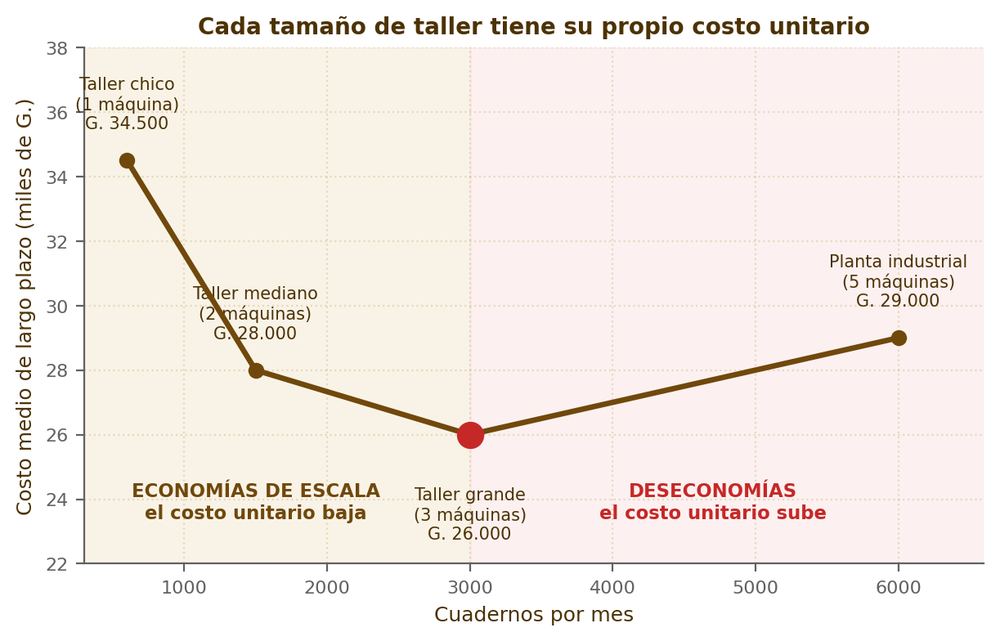 Cada tamaño de taller tiene su propio costo unitario
Costo medio de largo plazo (miles de G.)
38
36
34
32
30
28
26
24
22
Taller chico
(1 máquina)
G. 34.500
Taller mediano
(2 máquinas)
G. 28.000
Planta industrial
(5 máquinas)
G. 29.000
ECONOMÍAS DE ESCALA
el costo unitario baja
Taller grande
(3 máquinas)
G. 26.000
DESECONOMÍAS
el costo unitario sube
1000
2000
3000
4000
5000
6000
Cuadernos por mes